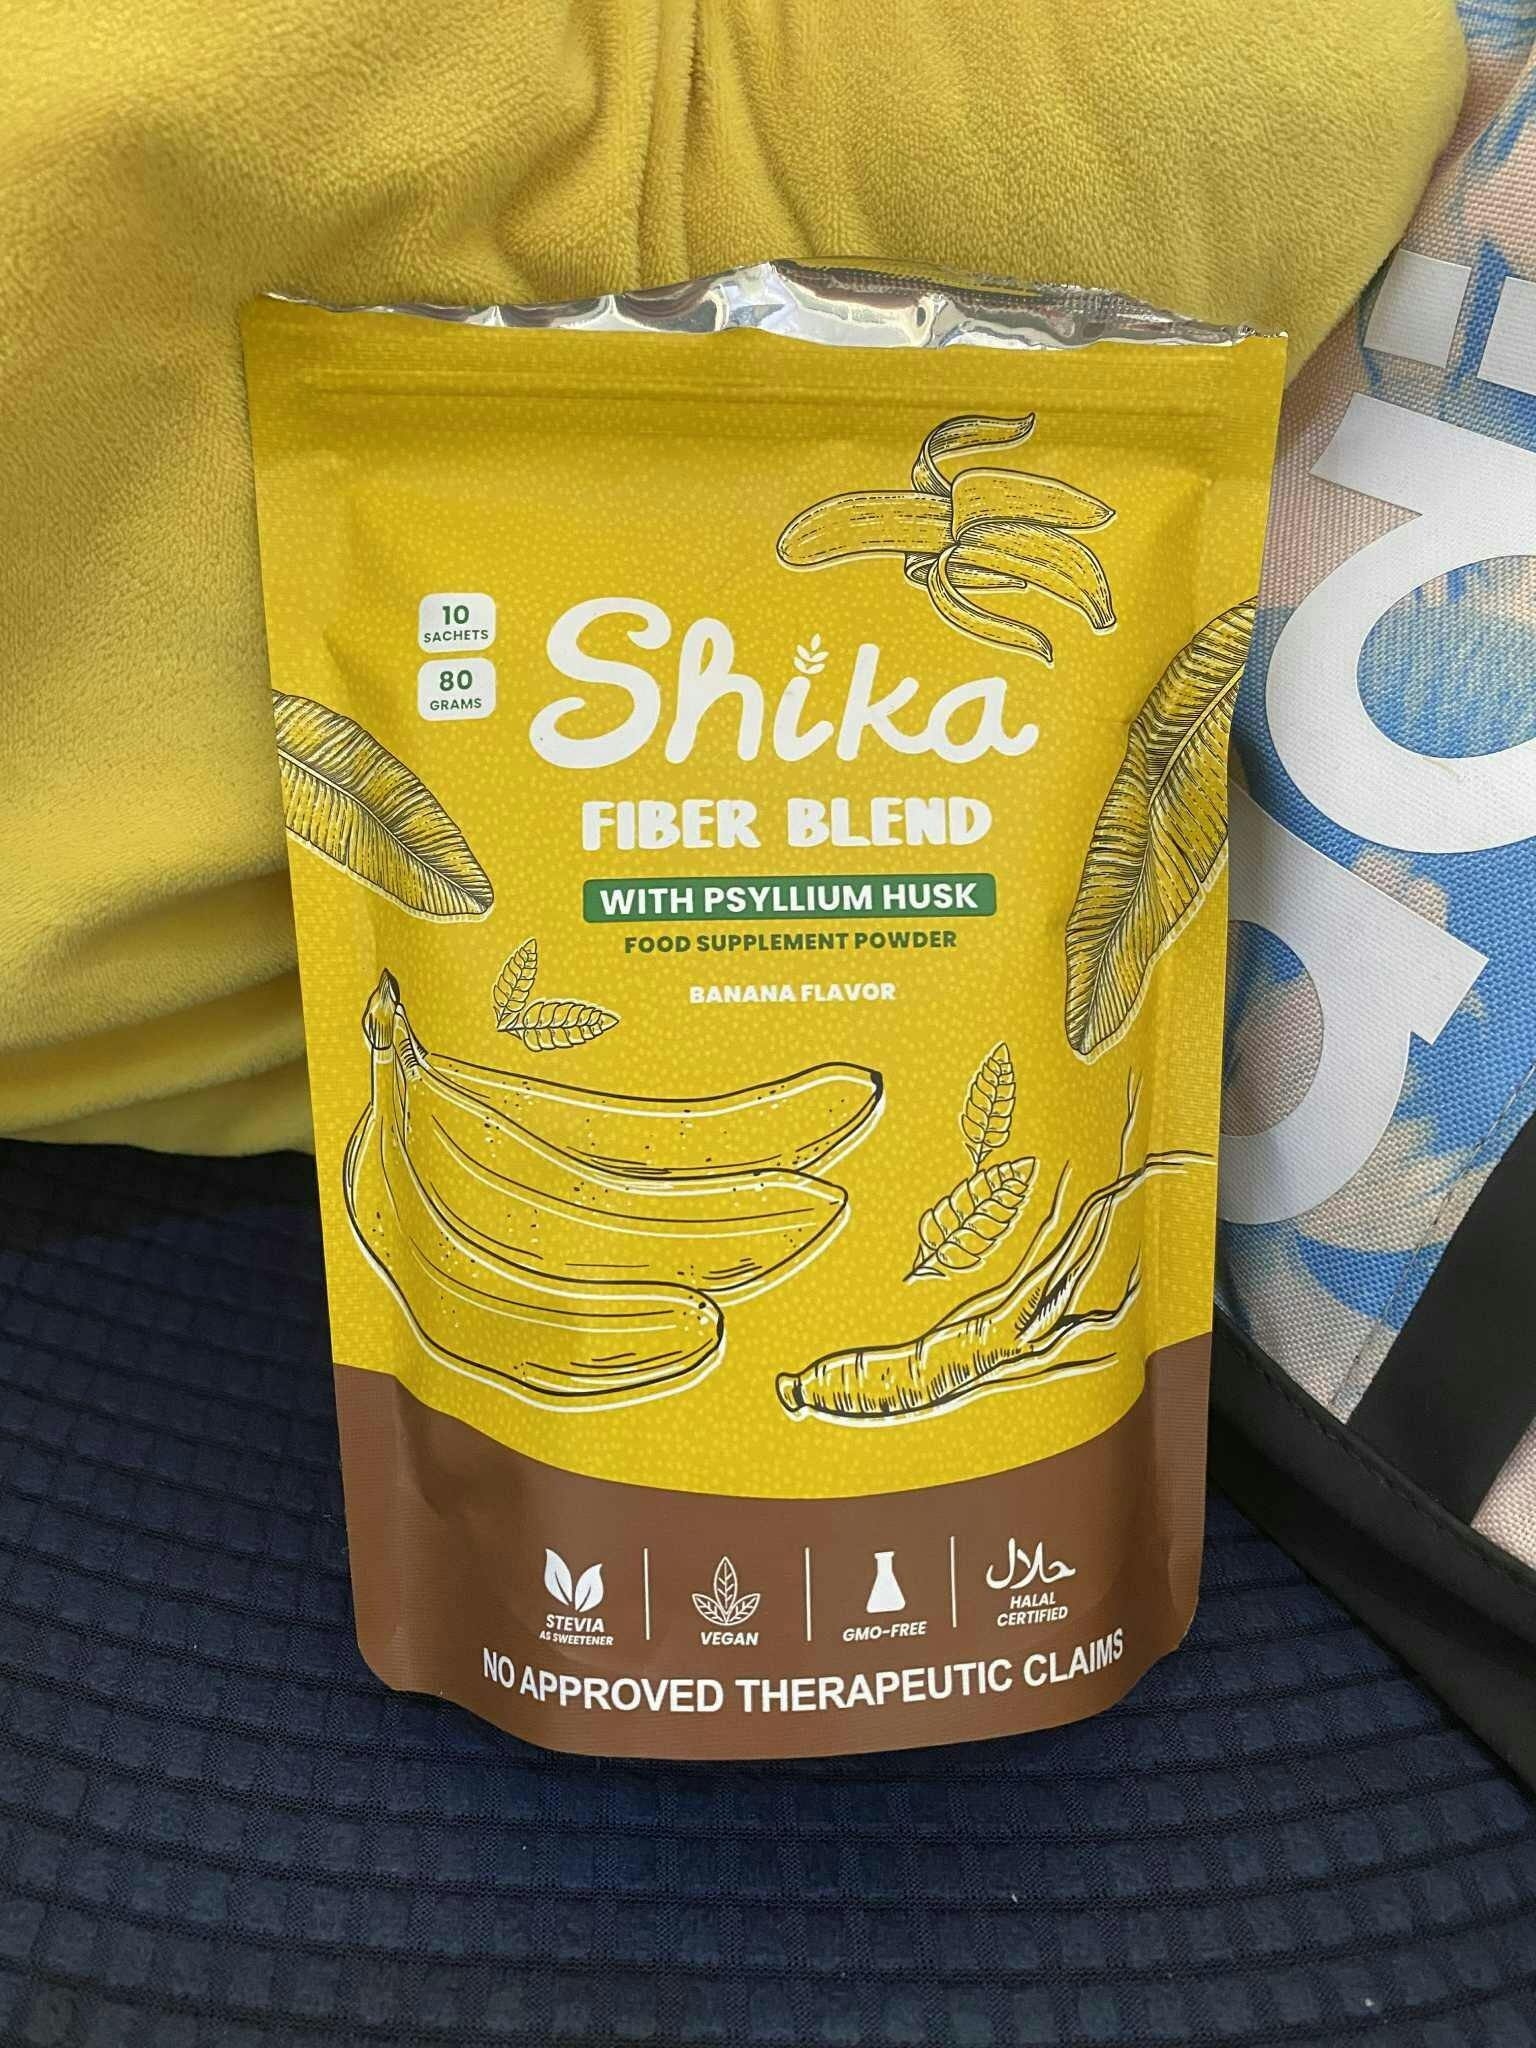 10
SACHETS
80
GRAMS
Shika
FIBER BLEND
WITH PSYLLIUM HUSK
FOOD SUPPLEMENT POWDER
BANANA FLAVOR
STEVIA
AS SWEETENER
VEGAN
GMO-FREE
حلال
HALAL
CERTIFIED
NO APPROVED THERAPEUTIC CLAIMS